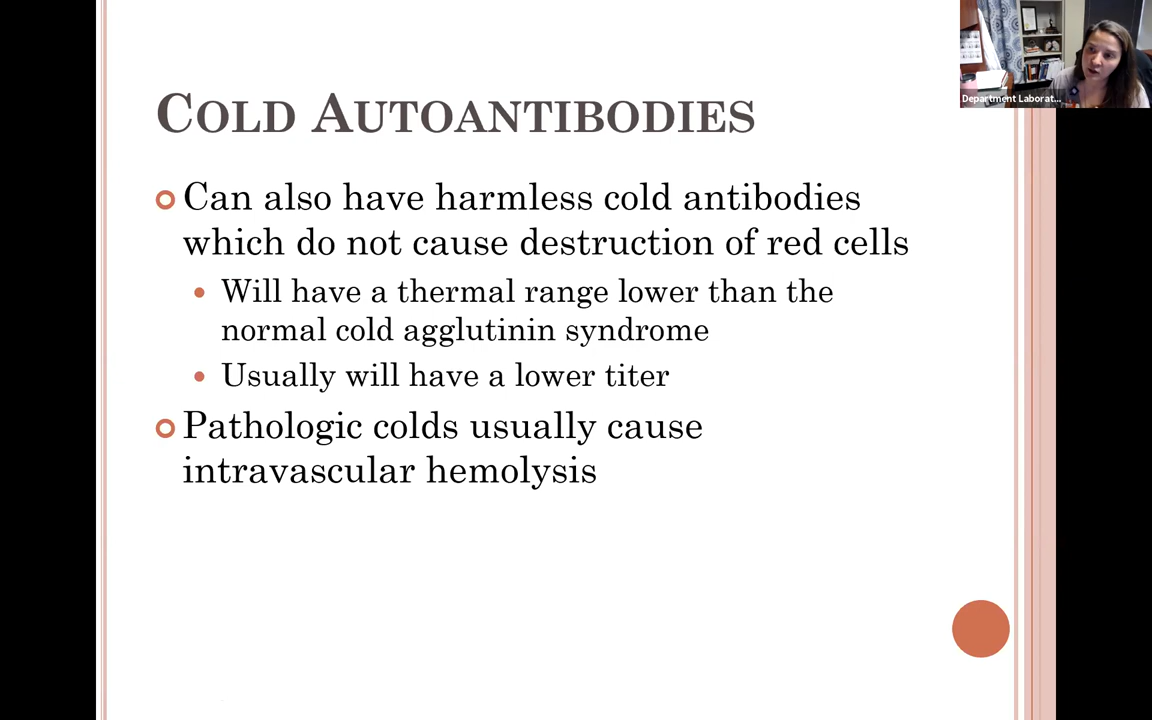 Department Laborat...
COLD AUTOANTIBODIES
Can also have harmless cold antibodies
which do not cause destruction of red cells
Will have a thermal range lower than the
normal cold agglutinin syndrome
Usually will have a lower titer
Pathologic colds usually cause
intravascular hemolysis